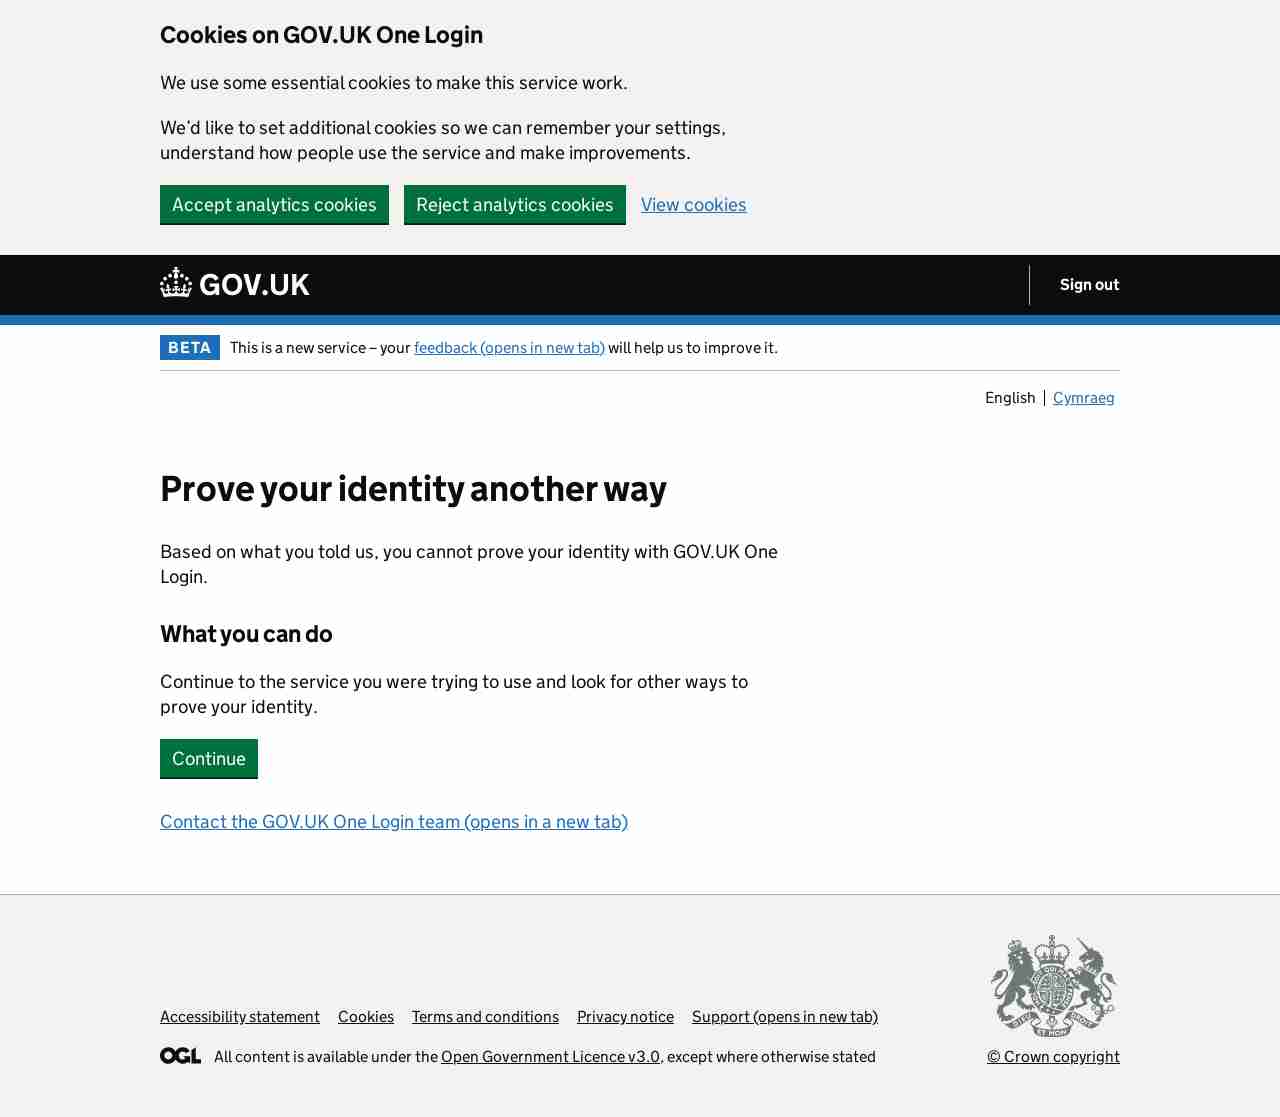 Cookies on GOV.UK One Login
We use some essential cookies to make this service work.
We’d like to set additional cookies so we can remember your settings,
understand how people use the service and make improvements.
Accept analytics cookies
Reject analytics cookies
View cookies
GOV.UK
Sign out
BETA
This is a new service – your feedback (opens in new tab) will help us to improve it.
English
Cymraeg
Prove your identity another way
Based on what you told us, you cannot prove your identity with GOV.UK One
Login.
What you can do
Continue to the service you were trying to use and look for other ways to
prove your identity.
Continue
Contact the GOV.UK One Login team (opens in a new tab)
Accessibility statement
Cookies
Terms and conditions
Privacy notice
Support (opens in new tab)
OGL
All content is available under the Open Government Licence v3.0, except where otherwise stated
© Crown copyright